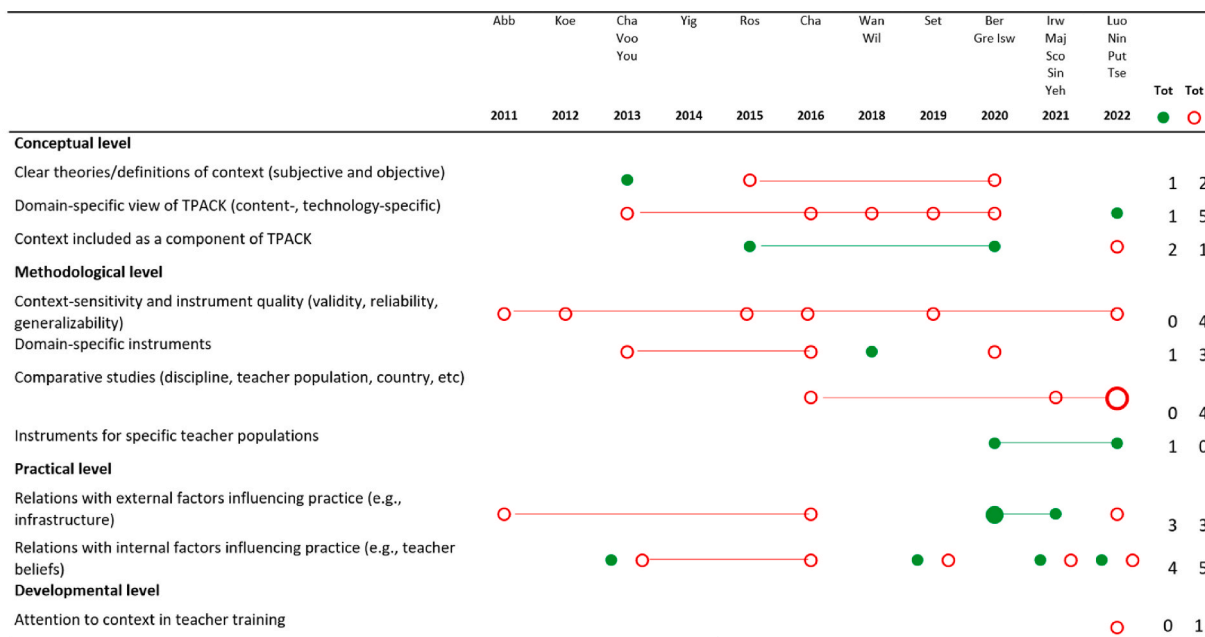 Abb Koe Cha Yig Ros Cha Wan Set Ber Irw Luo
Voo Wil Gre Isw Maj Nin
You Sco Put
Sin Tse
Yeh Tot Tot
2011 2012 2013 2014 2015 2016 2018 2019 2020 2021 2022
Conceptual level
Clear theories/definitions of context (subjective and objective)
1 2
Domain-specific view of TPACK (content-, technology-specific)
1 5
Context included as a component of TPACK
2 1
Methodological level
Context-sensitivity and instrument quality (validity, reliability,
generalizability)
0 4
Domain-specific instruments
1 3
Comparative studies (discipline, teacher population, country, etc)
0 4
Instruments for specific teacher populations
1 0
Practical level
Relations with external factors influencing practice (e.g.,
infrastructure)
3 3
Relations with internal factors influencing practice (e.g., teacher
beliefs)
4 5
Developmental level
Attention to context in teacher training
0 1